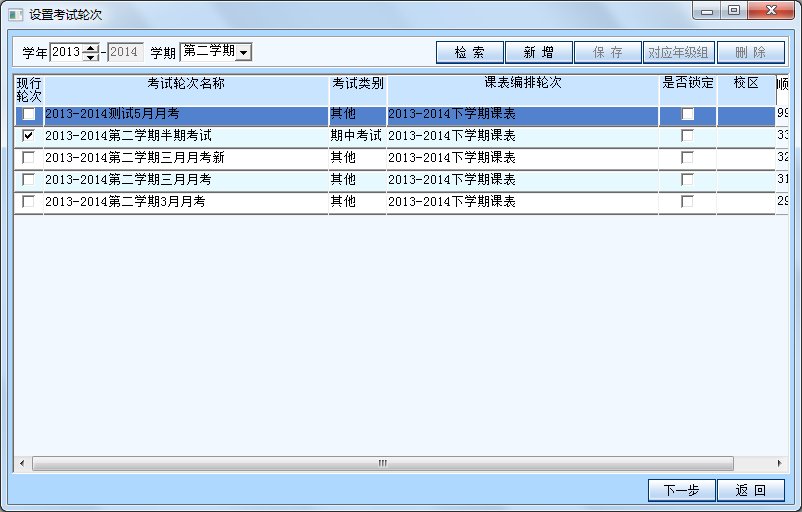 设置考试轮次
学年 2013 - 2014 学期 第二学期 检 索 新 增 保 存 对应年级组 删 除
现行轮次 考试轮次名称 考试类别 课表编排轮次 是否锁定 校区
2013-2014测试5月月考 其他 2013-2014下学期课表 99
2013-2014第二学期半期考试 期中考试 2013-2014下学期课表 33
2013-2014第二学期三月月考新 其他 2013-2014下学期课表 32
2013-2014第二学期三月月考 其他 2013-2014下学期课表 31
2013-2014第二学期3月月考 其他 2013-2014下学期课表 29
下一步 返 回